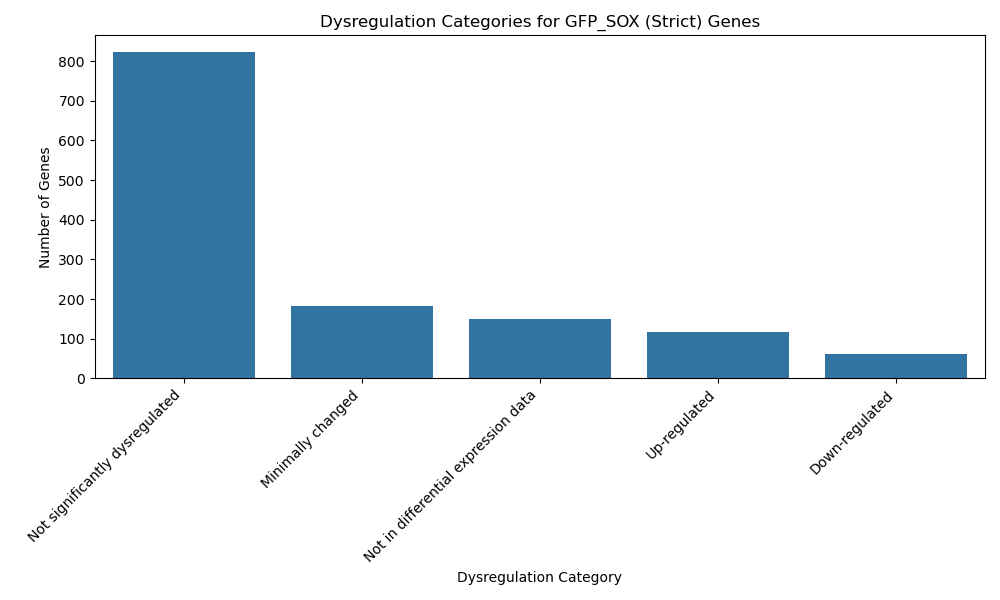 Dysregulation Categories for GFP_SOX (Strict) Genes
Number of Genes
800
700
600
500
400
300
200
100
0
Not significantly dysregulated
Minimally changed
Not in differential expression data
Up-regulated
Down-regulated
Dysregulation Category